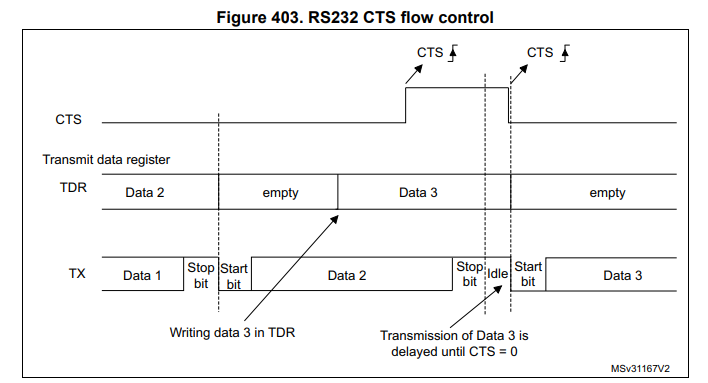 Figure 403. RS232 CTS flow control
CTS
CTS
CTS
Transmit data register
TDR
Data 2
empty
Data 3
empty
TX
Data 1
Stop
bit
Start
bit
Data 2
Stop
bit
Idle
Start
bit
Data 3
Writing data 3 in TDR
Transmission of Data 3 is
delayed until CTS = 0
MSv31167V2